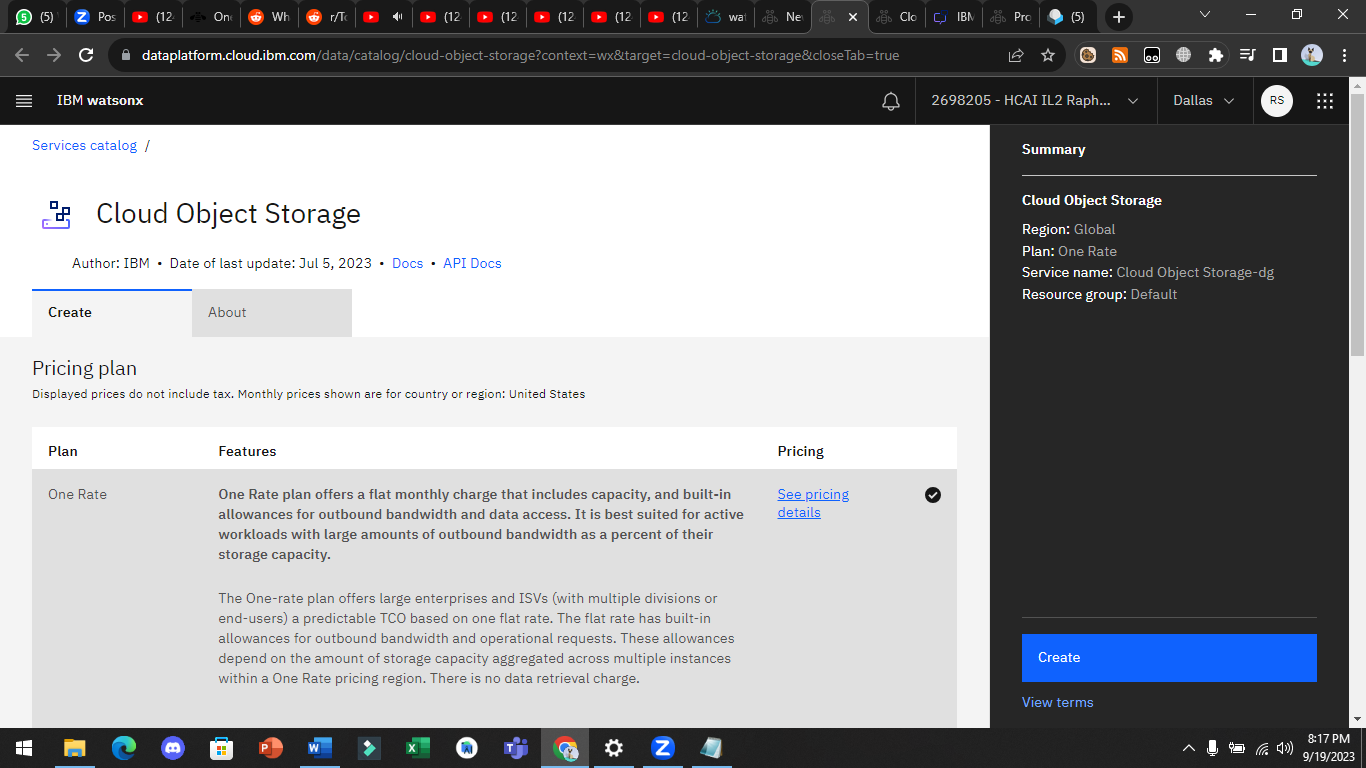 (5)
Pos
(12
On
Wh
r/To
(12
(12
(12
(12
(12
wat
Ne
Clo
IBM
Pro
(5)
dataplatform.cloud.ibm.com/data/catalog/cloud-object-storage?context=wx&target=cloud-object-storage&closeTab=true
IBM watsonx
2698205 - HCAI IL2 Raph...
Dallas
RS
Services catalog /
Cloud Object Storage
Author: IBM • Date of last update: Jul 5, 2023 • Docs • API Docs
Create
About
Pricing plan
Displayed prices do not include tax. Monthly prices shown are for country or region: United States
Plan
Features
Pricing
One Rate
One Rate plan offers a flat monthly charge that includes capacity, and built-in
allowances for outbound bandwidth and data access. It is best suited for active
workloads with large amounts of outbound bandwidth as a percent of their
storage capacity.
See pricing
details
The One-rate plan offers large enterprises and ISVs (with multiple divisions or
end-users) a predictable TCO based on one flat rate. The flat rate has built-in
allowances for outbound bandwidth and operational requests. These allowances
depend on the amount of storage capacity aggregated across multiple instances
within a One Rate pricing region. There is no data retrieval charge.
Summary
Cloud Object Storage
Region: Global
Plan: One Rate
Service name: Cloud Object Storage-dg
Resource group: Default
Create
View terms
8:17 PM
9/19/2023